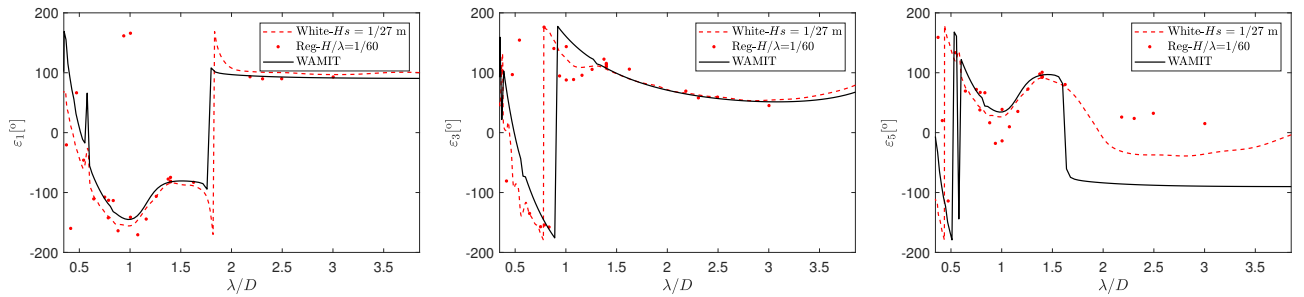 200
100
0
-100
-200
ε₁[°]
0.5 1 1.5 2 2.5 3 3.5
λ/D
White-Hs = 1/27 m
Reg-H/λ=1/60
WAMIT
200
100
0
-100
-200
ε₃[°]
0.5 1 1.5 2 2.5 3 3.5
λ/D
White-Hs = 1/27 m
Reg-H/λ=1/60
WAMIT
200
100
0
-100
-200
ε₅[°]
0.5 1 1.5 2 2.5 3 3.5
λ/D
White-Hs = 1/27 m
Reg-H/λ=1/60
WAMIT